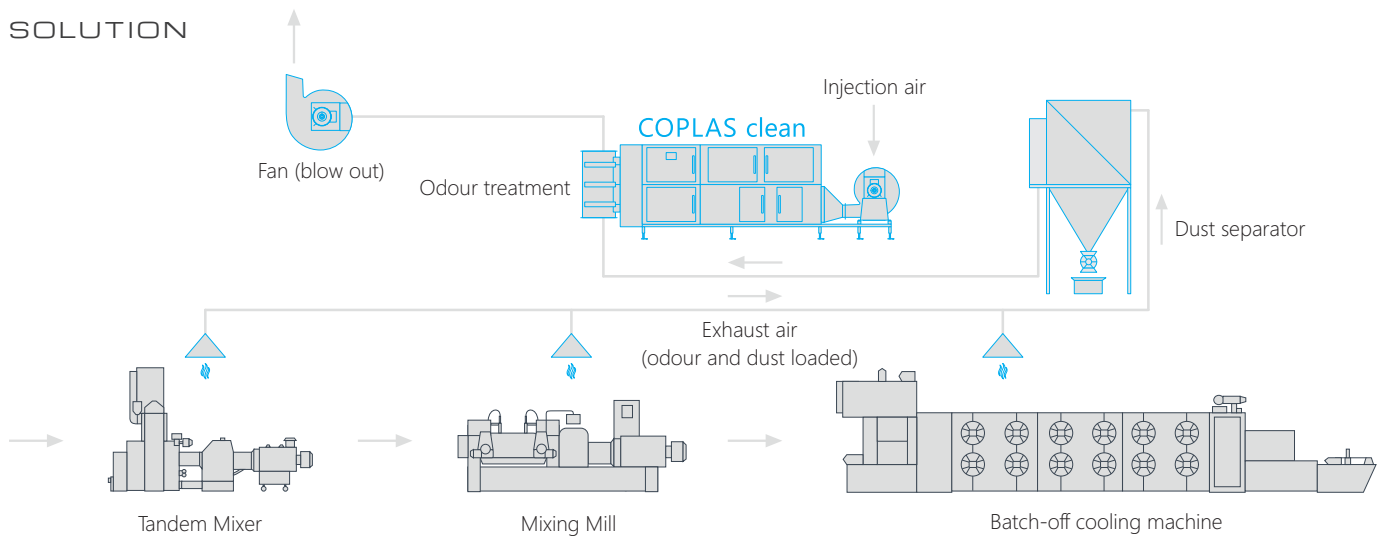 SOLUTION
Injection air
COPLAS clean
Fan (blow out)
Odour treatment
Dust separator
Exhaust air
(odour and dust loaded)
Tandem Mixer
Mixing Mill
Batch-off cooling machine